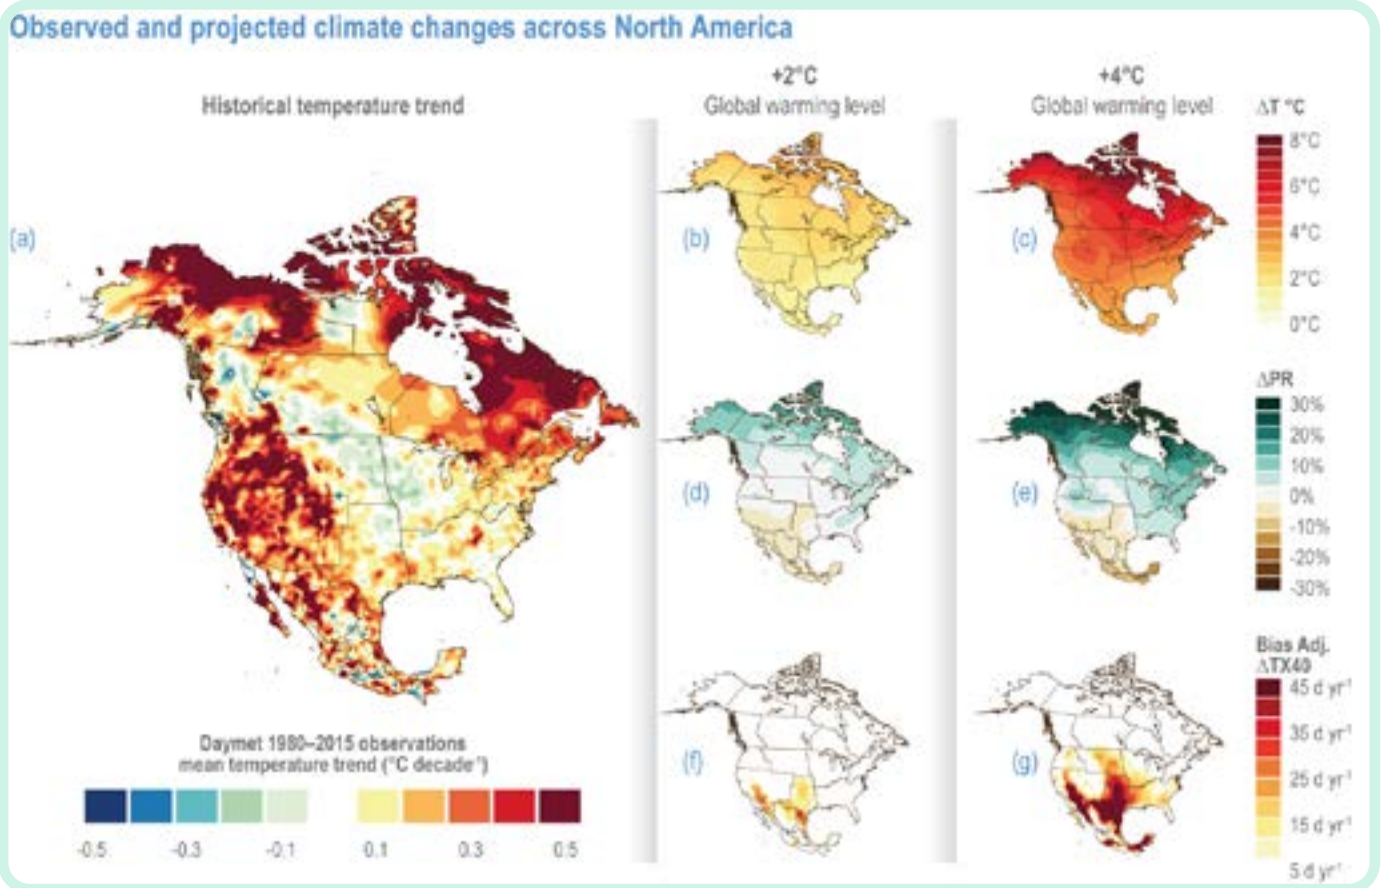 Observed and projected climate changes across North America
+2°C
+4°C
Historical temperature trend
Global warming level
Global warming level
ΔT °C
8°C
6°C
4°C
2°C
0°C
(a)
(b)
(c)
ΔPR
30%
20%
10%
0%
-10%
-20%
-30%
(d)
(e)
Bias Adj.
ΔTX40
45 d yr⁻¹
35 d yr⁻¹
25 d yr⁻¹
15 d yr⁻¹
5 d yr⁻¹
(f)
(g)
Daymet 1980–2015 observations
mean temperature trend (°C decade⁻¹)
-0.5 -0.3 -0.1 0.1 0.3 0.5